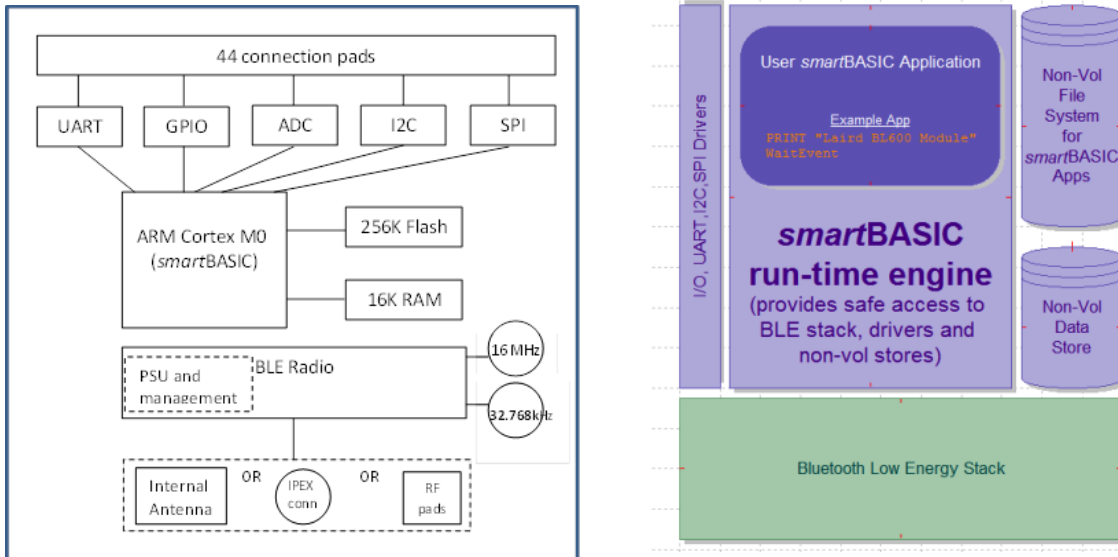 44 connection pads
UART
GPIO
ADC
I2C
SPI
ARM Cortex M0
(smartBASIC)
256K Flash
16K RAM
BLE Radio
PSU and
management
16 MHz
32.768kHz
OR
OR
Internal
Antenna
IPEX
conn
RF
pads
I/O, UART,I2C,SPI Drivers
User smartBASIC Application
Example App
PRINT "Laird BL600 Module"
WaitEvent
smartBASIC
run-time engine
(provides safe access to
BLE stack, drivers and
non-vol stores)
Non-Vol
File
System
for
smartBASIC
Apps
Non-Vol
Data
Store
Bluetooth Low Energy Stack